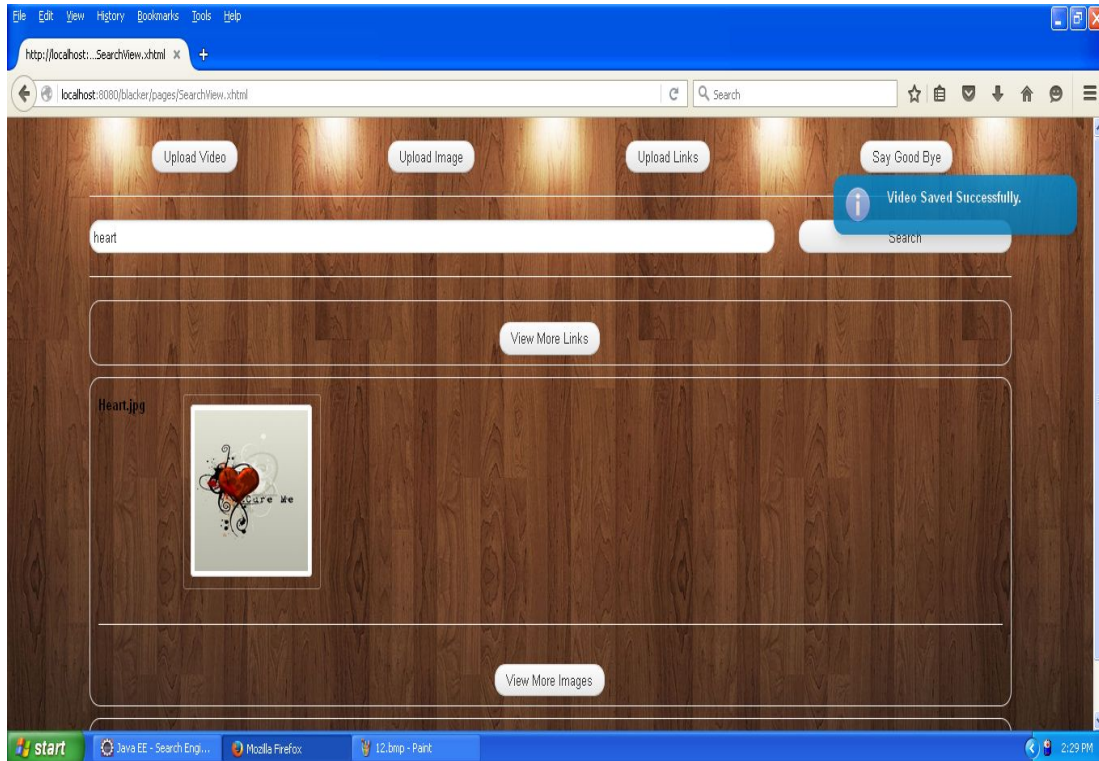 File Edit View History Bookmarks Tools Help
http://localhost:...SearchView.xhtml × +
localhost:8080/blacker/pages/SearchView.xhtml
Search
Upload Video
Upload Image
Upload Links
Say Good Bye
Video Saved Successfully.
heart
Search
View More Links
Heart.jpg
Cure Me
View More Images
start
Java EE - Search Engi...
Mozilla Firefox
12.bmp - Paint
2:29 PM